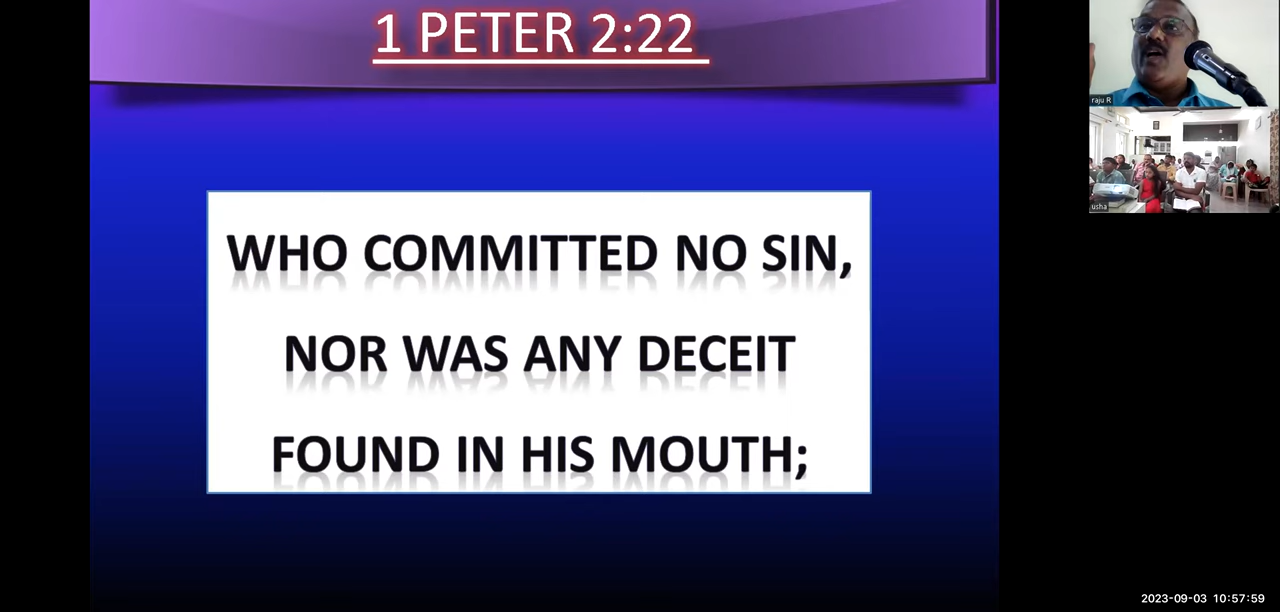 1 PETER 2:22
WHO COMMITTED NO SIN,
NOR WAS ANY DECEIT
FOUND IN HIS MOUTH;
raju R
usha
2023-09-03 10:57:59